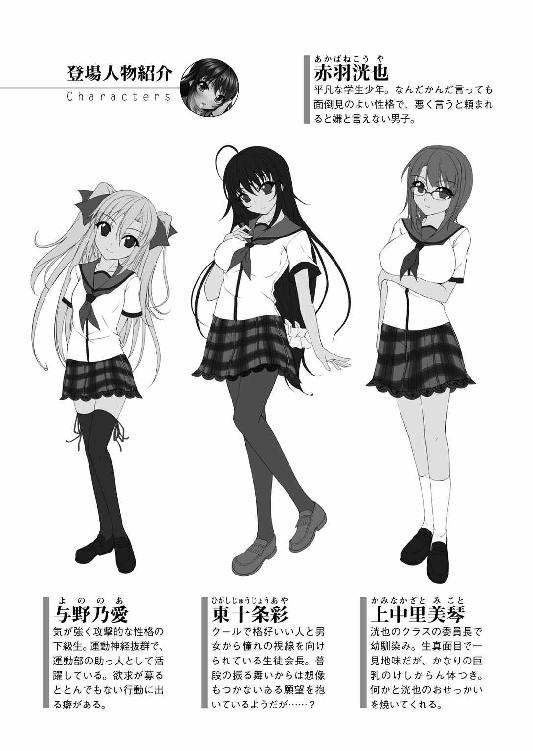 登場人物紹介
Characters
あかばねこうや
赤羽洸也
平凡な学生少年。なんだかんだ言っても
面倒見のよい性格で、悪く言うと頼まれ
ると嫌と言えない男子。
よののあ
与野乃愛
気が強く攻撃的な性格の
下級生。運動神経抜群で、
運動部の助っ人として活
躍している。欲求が募る
ととんでもない行動に出
る癖がある。
ひがしじゅうじょうあや
東十条彩
クールで格好いい人と男
女から憧れの視線を向け
られている生徒会長。普
段の振る舞いからは想像
もつかないある願望を抱
いているようだが……？
かみなかざとみこと
上中里美琴
洸也のクラスの委員長で
幼馴染み。生真面目で一
見地味だが、かなりの巨
乳のけしからん体つき。
何かと洸也のおせっかい
を焼いてくれる。